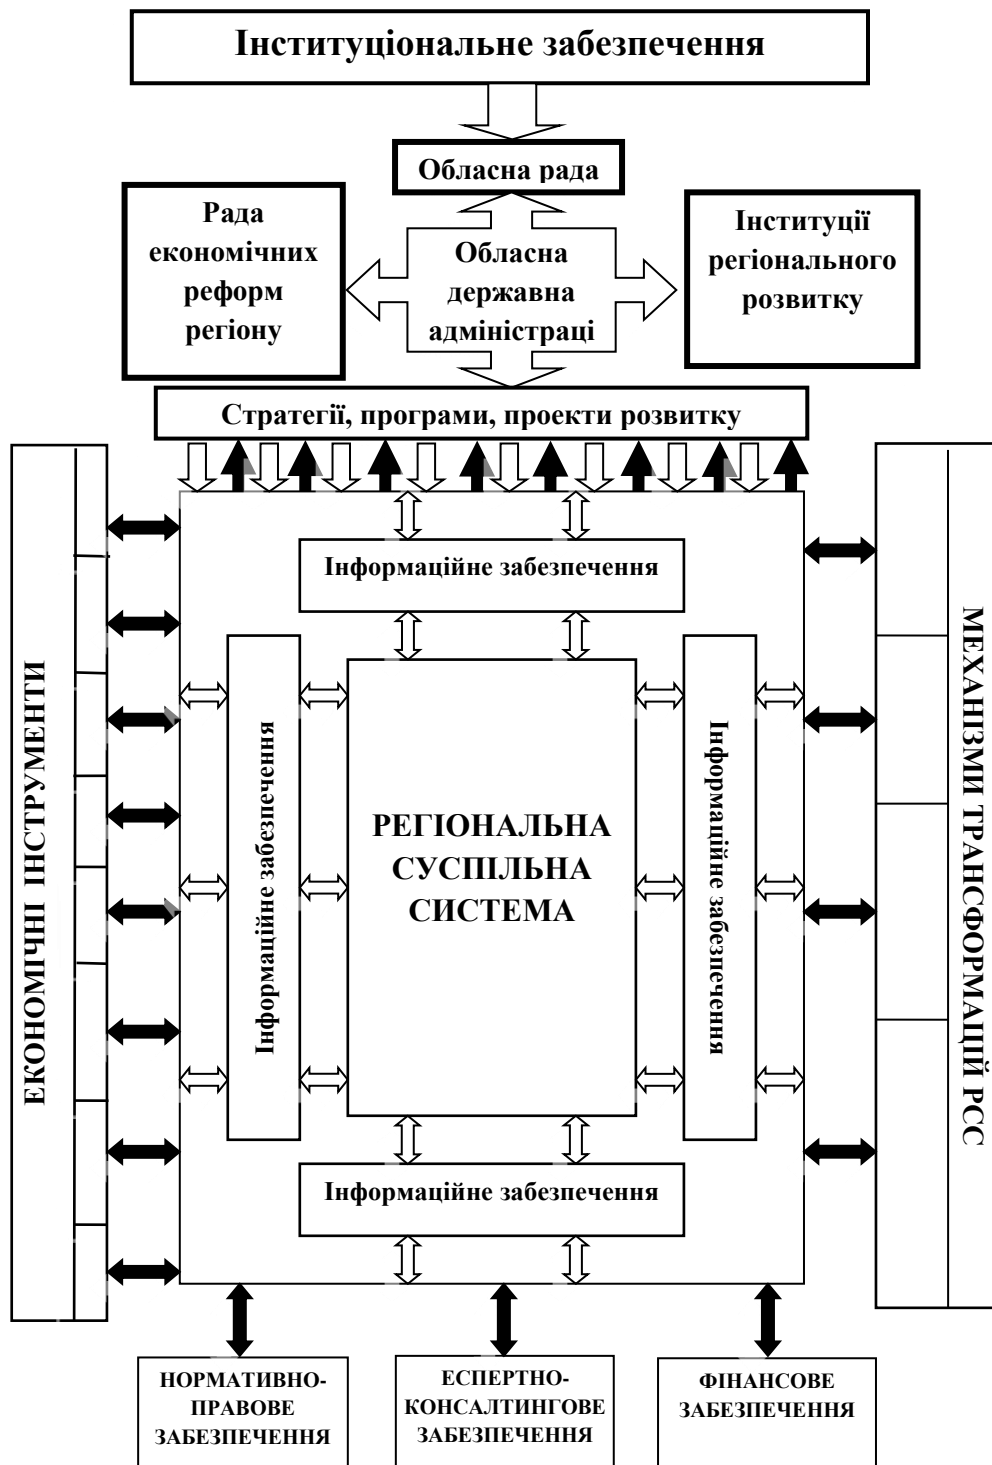 Інституціональне забезпечення
Обласна рада
Рада
економічних
реформ
регіону
Обласна
державна
адміністраці
Інституції
регіонального
розвитку
Стратегії, програми, проекти розвитку
ЕКОНОМІЧНІ ІНСТРУМЕНТИ
Інформаційне забезпечення
Інформаційне забезпечення
РЕГІОНАЛЬНА
СУСПІЛЬНА
СИСТЕМА
Інформаційне забезпечення
МЕХАНІЗМИ ТРАНСФОРМАЦІЙ РСС
Інформаційне забезпечення
НОРМАТИВНО-
ПРАВОВЕ
ЗАБЕЗПЕЧЕННЯ
ЕСПЕРТНО-
КОНСАЛТИНГОВЕ
ЗАБЕЗПЕЧЕННЯ
ФІНАНСОВЕ
ЗАБЕЗПЕЧЕННЯ